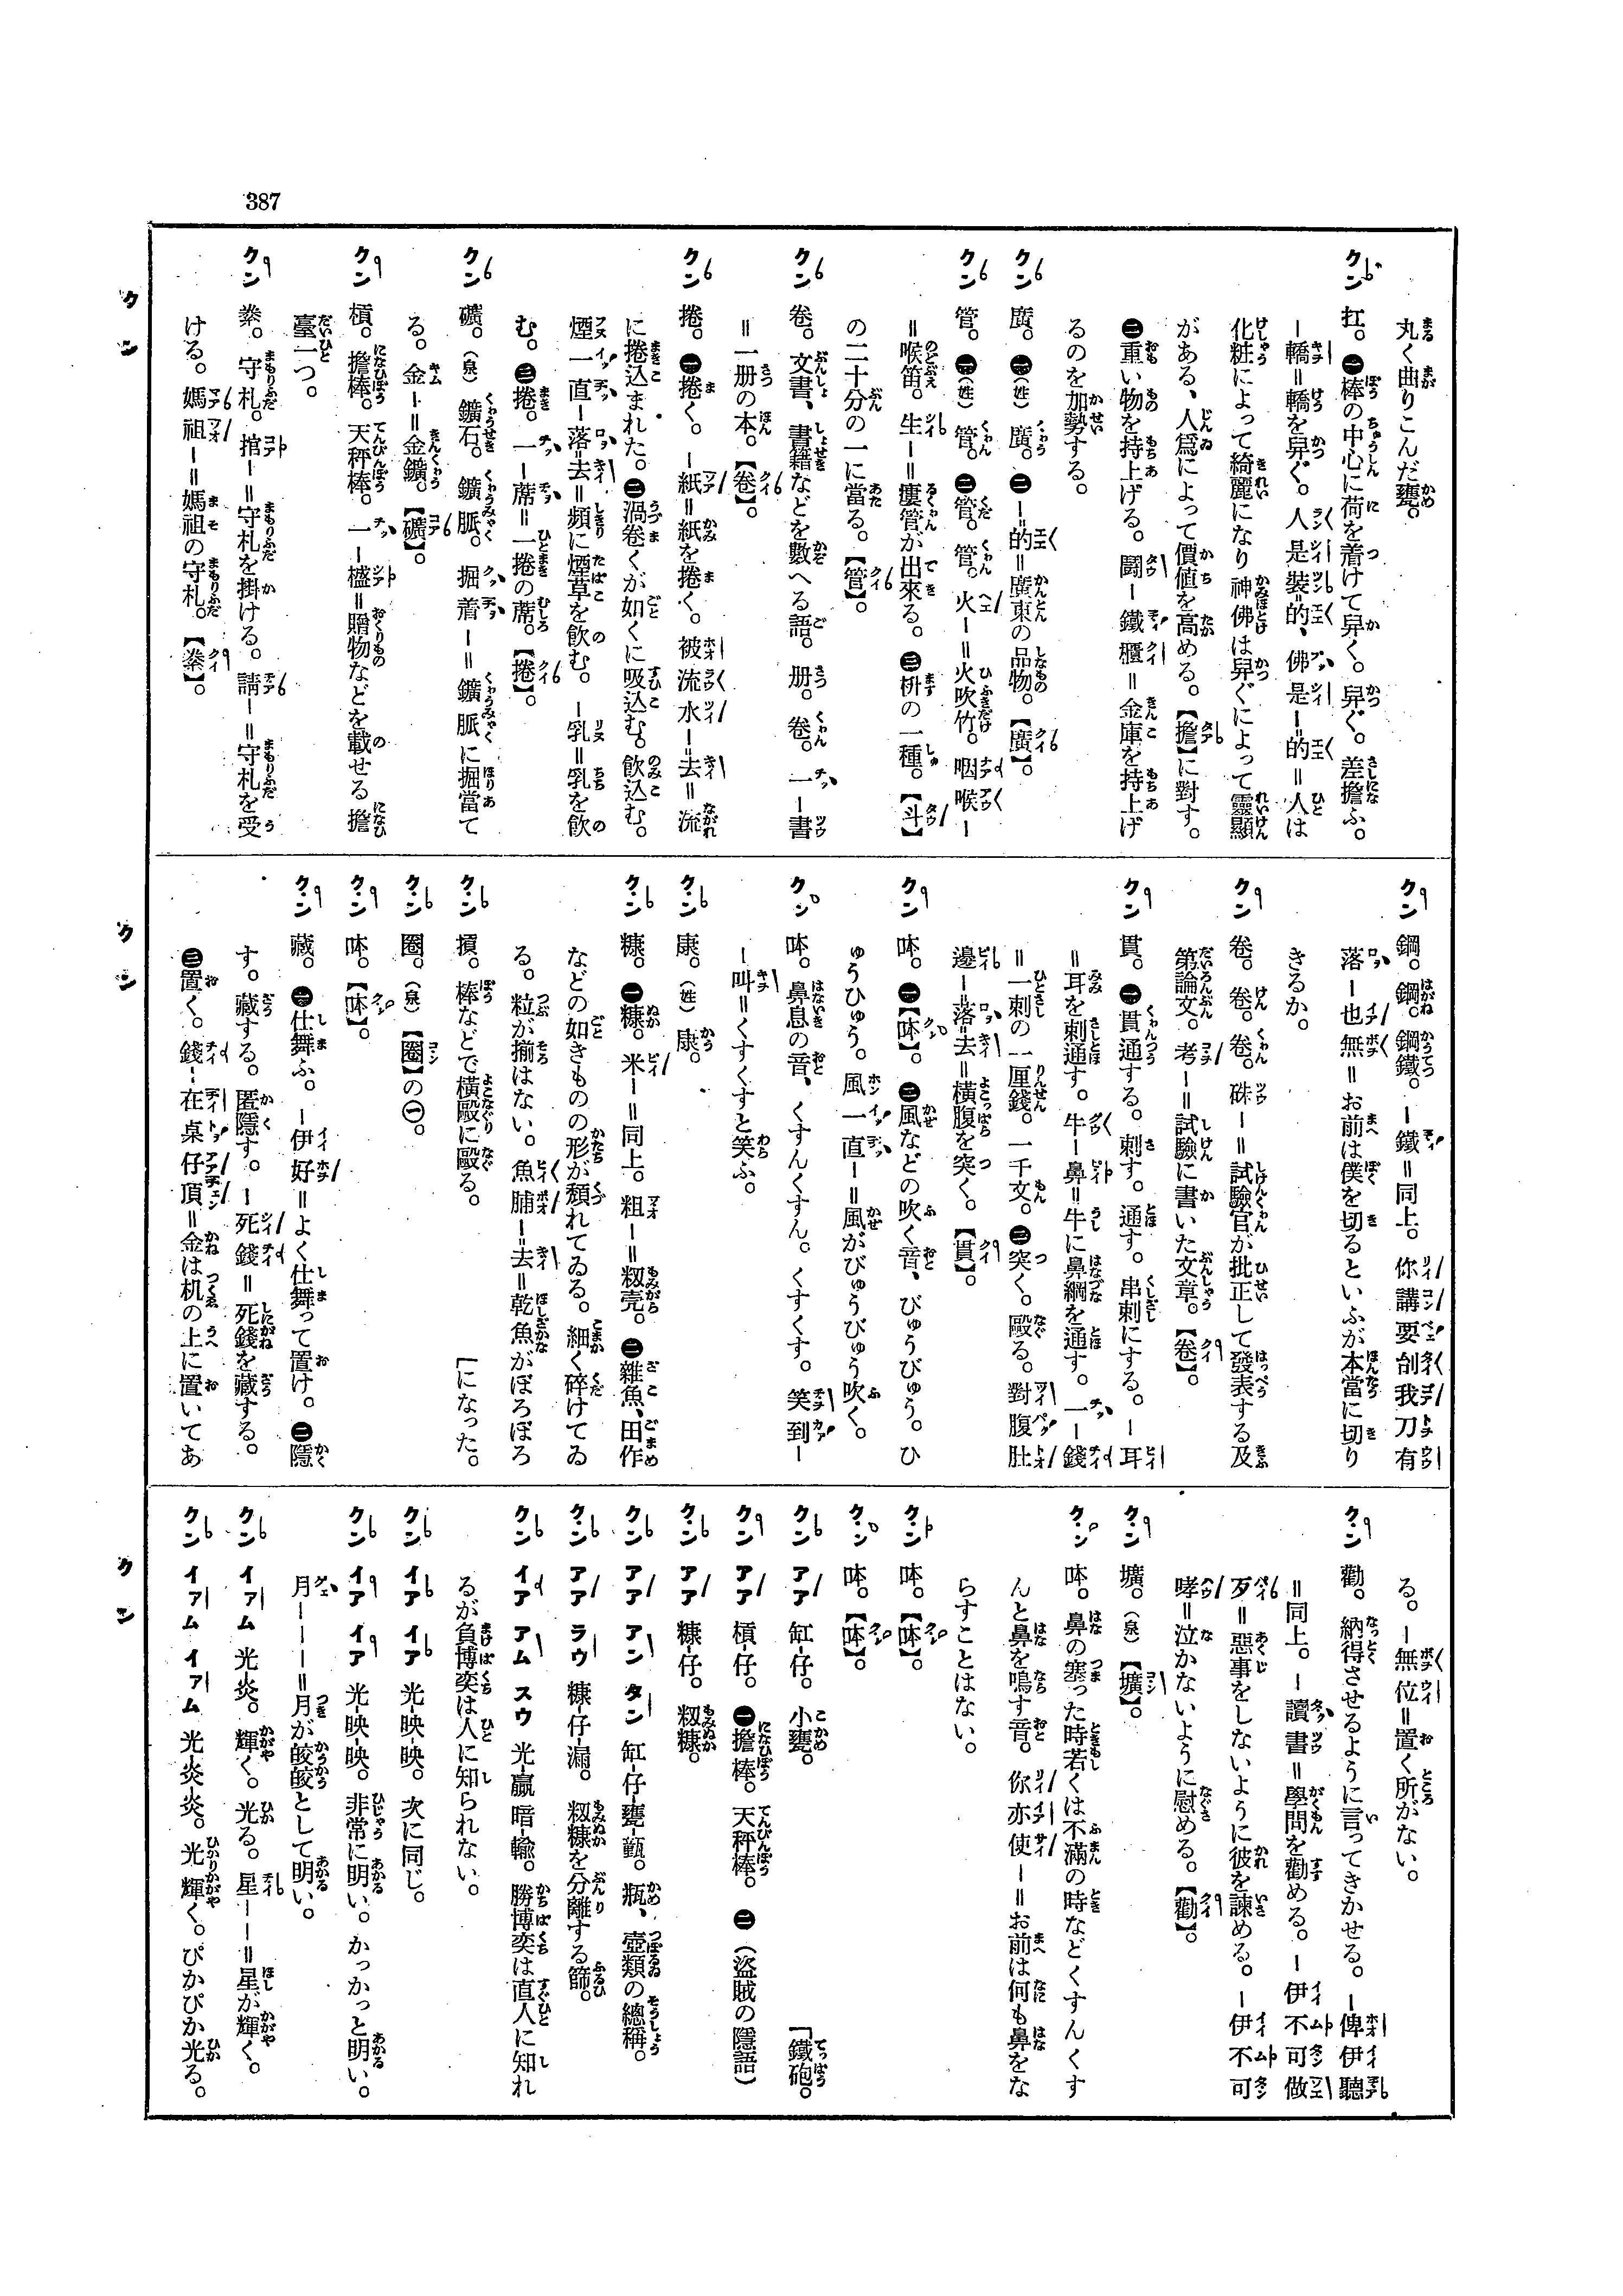 387
丸く曲りこんだ甕。
クン 扛。㊀棒の中心に荷を着けて舁く。舁ぐ。差擔ふ。
－轎＝轎を舁ぐ。人是裝的、佛是－的＝人は
化粧によって綺麗になり神佛は舁ぐによって靈顯
がある、人爲によって價値を高める。【擔】に對す。
㊁重い物を持上げる。鬪－鐵櫃＝金庫を持上げ
るのを加勢する。
クン 廣。㊀（姓）廣。㊁－的＝廣東の品物。【廣】。
クン 管。㊀（姓）管。㊁管。管。火－＝火吹竹。咽喉－
＝喉笛。生－＝瘻管が出來る。㊂枡の一種。【斗】
の二十分の一に當る。【管】。
クン 卷。文書、書籍などを數へる語。册。卷。一－書
＝一册の本。【卷】。
クン 捲。㊀捲く。－紙＝紙を捲く。被流水－去＝流
に捲込まれた。㊁渦卷くが如くに吸込む。飮込む。
煙一直－落去＝頻に煙草を飮む。－乳＝乳を飮
む。㊂捲。一－蓆＝一捲の蓆。【捲】。
クン 礦。（泉）鑛石。鑛脈。掘着－＝鑛脈に掘當て
る。金－＝金鑛。【礦】。
クン 槓。擔棒。天秤棒。一－𣛮＝贈物などを載せる擔
臺一つ。
クン 桊。守札。捾－＝守札を掛ける。請－＝守札を受
ける。媽祖－＝媽祖の守札。【桊】。
クン 鋼。鋼。鋼鐵。－鐵＝同上。你講要刣我刀有
落－也無＝お前は僕を切るといふが本當に切り
きるか。
クン 卷。卷。卷。硃－＝試驗官が批正して發表する及
第論文。考－＝試驗に書いた文章。【卷】。
クン 貫。㊀貫通する。刺す。通す。串刺にする。－耳
＝耳を刺通す。牛－鼻＝牛に鼻綱を通す。一－錢
＝一刺の一厘錢。一千文。㊂突く。毆る。對腹肚
邊－落去＝橫腹を突く。【貫】。
クン 呠。㊀【呠】。㊁風などの吹く音、びゅうびゅう。ひ
ゅうひゅう。風一直－＝風がびゅうびゅう吹く。
クン 呠。鼻息の音、くすんくすん。くすくす。笑到－
－叫＝くすくすと笑ふ。
クン 康。（姓）康。
クン 糠。㊀糠。米－＝同上。粗－＝籾壳。㊁雜魚、田作
などの如きものの形が頽れてゐる。細く碎けてゐ
る。粒が揃はない。魚脯－去＝乾魚がぼろぼろ
「になった。
クン 損。棒などで橫毆に毆る。
クン 圈。（泉）【圈】の㊀。
クン 呠。【呠】。
クン 藏。㊀仕舞ふ。－伊好＝よく仕舞って置け。㊁隱
す。藏する。匿隱す。－死錢＝死錢を藏する。
㊂置く。錢－在桌仔頂＝金は机の上に置いてあ
る。－無位＝置く所がない。
クン 勸。納得させるように言ってきかせる。－俾伊聽
＝同上。－讀書＝學問を勸める。－伊不可做
歹＝惡事をしないように彼を諫める。－伊不可
哮＝泣かないように慰める。【勸】。
クン 壙。（泉）【壙】。
クン 呠。鼻の塞った時若くは不滿の時などくすんくす
んと鼻を鳴す音。你亦使－＝お前は何も鼻をな
らすことはない。
クン 呠。【呠】。
クン 呠。【呠】。
クン アア 缸-仔。小甕。
クン アア 槓-仔。㊀擔棒。天秤棒。㊁（盜賊の隱語）
「鐵砲。
クン アア 糠-仔。籾糠。
クン アア アン タン 缸-仔-甕-甔。瓶、壺類の總稱。
クン アア ラウ 糠-仔-漏。籾糠を分離する篩。
クン イア アム スウ 光-贏暗-輸。勝博奕は直人に知れ
るが負博奕は人に知られない。
クン イア イア 光-映-映。次に同じ。
クン イア イア 光-映-映。非常に明い。かっかっと明い。
月－－－＝月が皎皎として明い。
クン イァム 光炎。輝く。光る。星－－＝星が輝く。
クン イァム イァム 光-炎-炎。光輝く。ぴかぴか光る。
クン
クン
クン